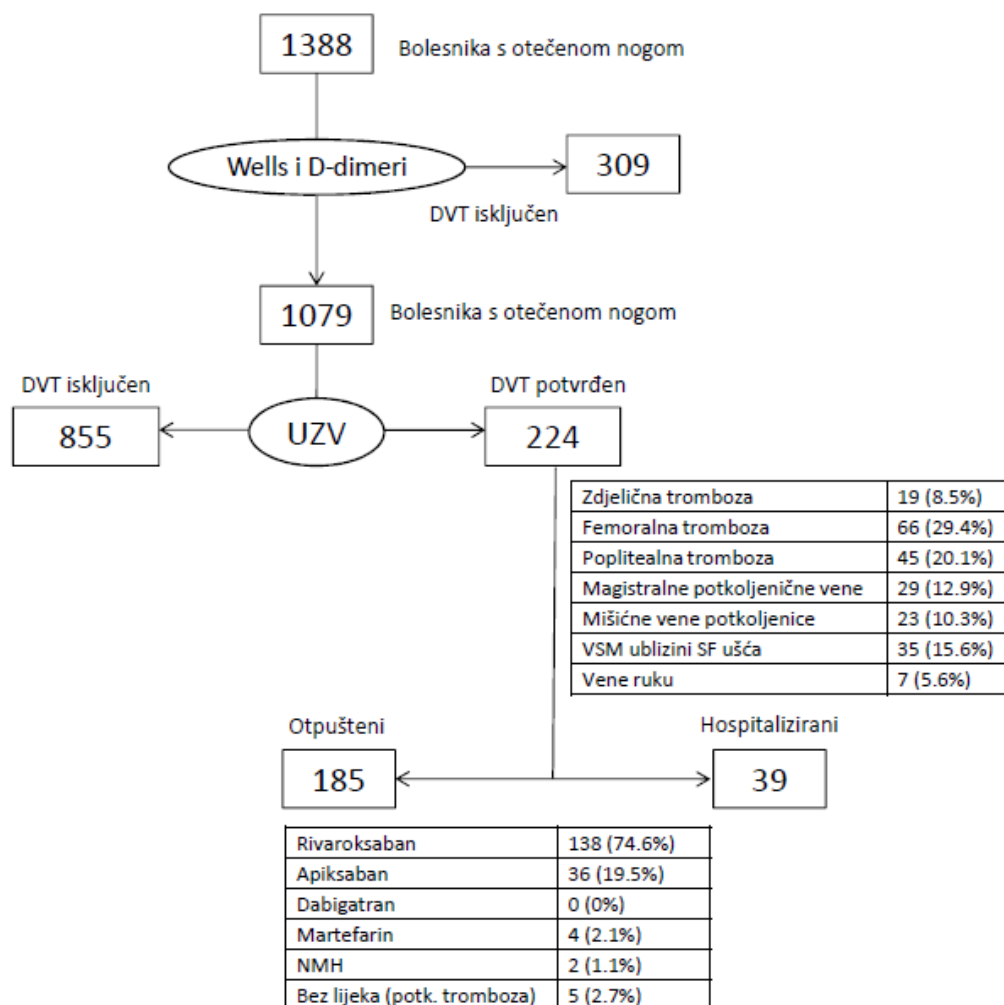 1388
Bolesnika s otečenom nogom
Wells i D-dimeri
309
DVT isključen
1079
Bolesnika s otečenom nogom
DVT isključen
DVT potvrđen
855
UZV
224
Zdjelična tromboza 19 (8.5%)
Femoralna tromboza 66 (29.4%)
Poplitealna tromboza 45 (20.1%)
Magistralne potkoljenične vene 29 (12.9%)
Mišićne vene potkoljenice 23 (10.3%)
VSM ublizini SF ušća 35 (15.6%)
Vene ruku 7 (5.6%)
Otpušteni
Hospitalizirani
185
39
Rivaroksaban 138 (74.6%)
Apiksaban 36 (19.5%)
Dabigatran 0 (0%)
Martefarin 4 (2.1%)
NMH 2 (1.1%)
Bez lijeka (potk. tromboza) 5 (2.7%)